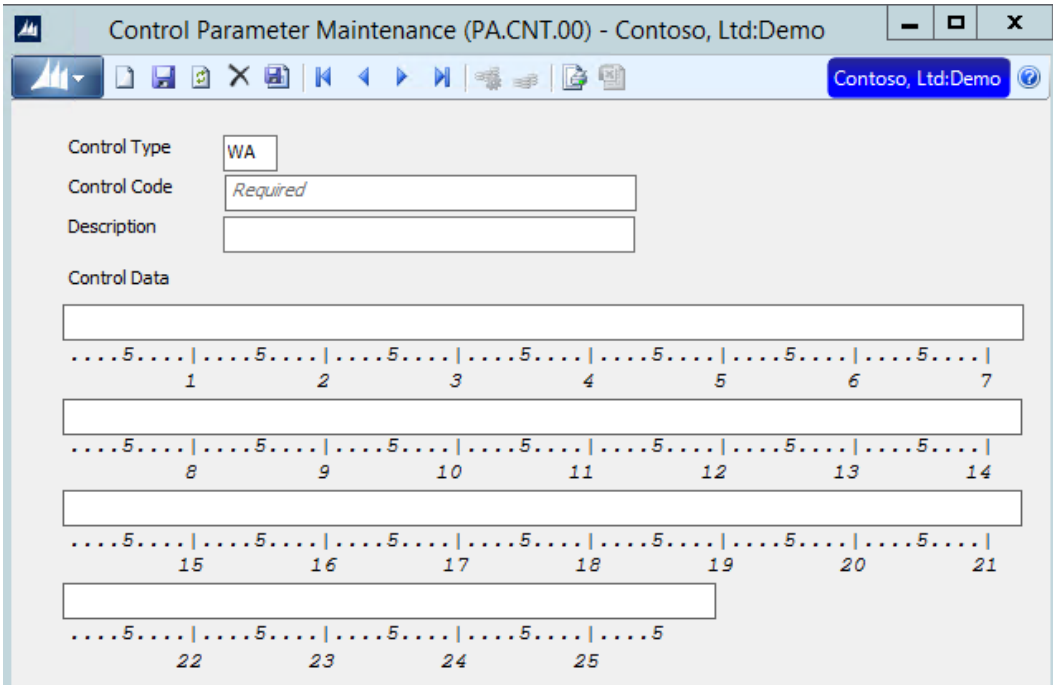 Control Parameter Maintenance (PA.CNT.00) - Contoso, Ltd:Demo
Contoso, Ltd:Demo
Control Type WA
Control Code Required
Description
Control Data
....5....|....5....|....5....|....5....|....5....|....5....|....5....|
1 2 3 4 5 6 7
....5....|....5....|....5....|....5....|....5....|....5....|....5....|
8 9 10 11 12 13 14
....5....|....5....|....5....|....5....|....5....|....5....|....5....|
15 16 17 18 19 20 21
....5....|....5....|....5....|....5....|....5
22 23 24 25